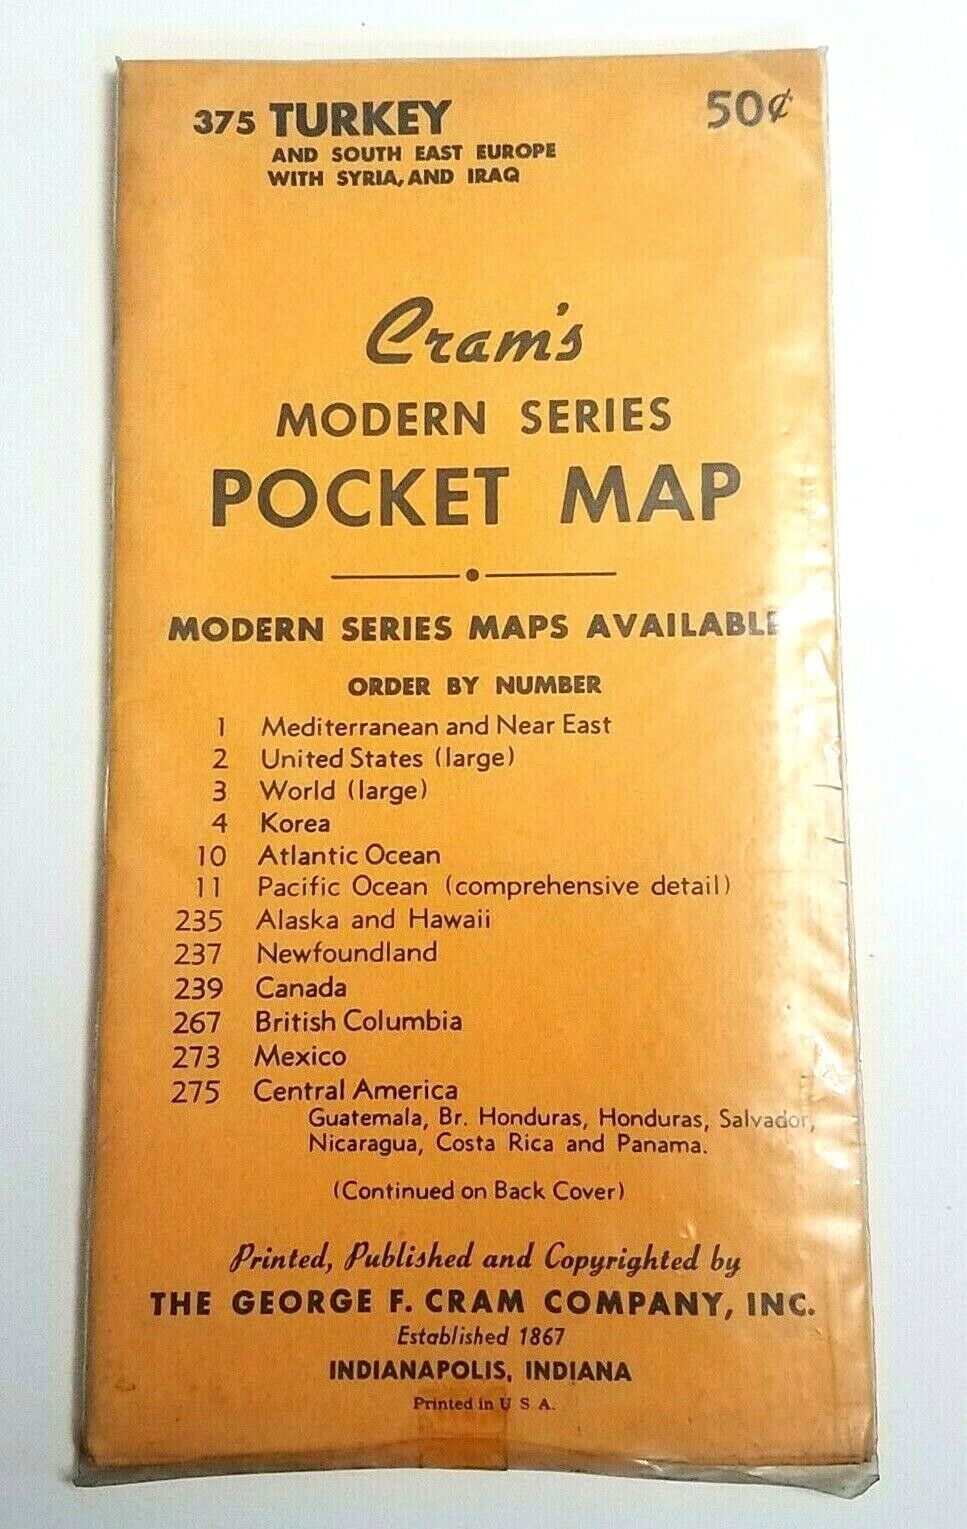 375 TURKEY 50¢
AND SOUTH EAST EUROPE
WITH SYRIA, AND IRAQ
Cram's
MODERN SERIES
POCKET MAP
MODERN SERIES MAPS AVAILABLE
ORDER BY NUMBER
1 Mediterranean and Near East
2 United States (large)
3 World (large)
4 Korea
10 Atlantic Ocean
11 Pacific Ocean (comprehensive detail)
235 Alaska and Hawaii
237 Newfoundland
239 Canada
267 British Columbia
273 Mexico
275 Central America
Guatemala, Br. Honduras, Honduras, Salvador,
Nicaragua, Costa Rica and Panama.
(Continued on Back Cover)
Printed, Published and Copyrighted by
THE GEORGE F. CRAM COMPANY, INC.
Established 1867
INDIANAPOLIS, INDIANA
Printed in U S A.